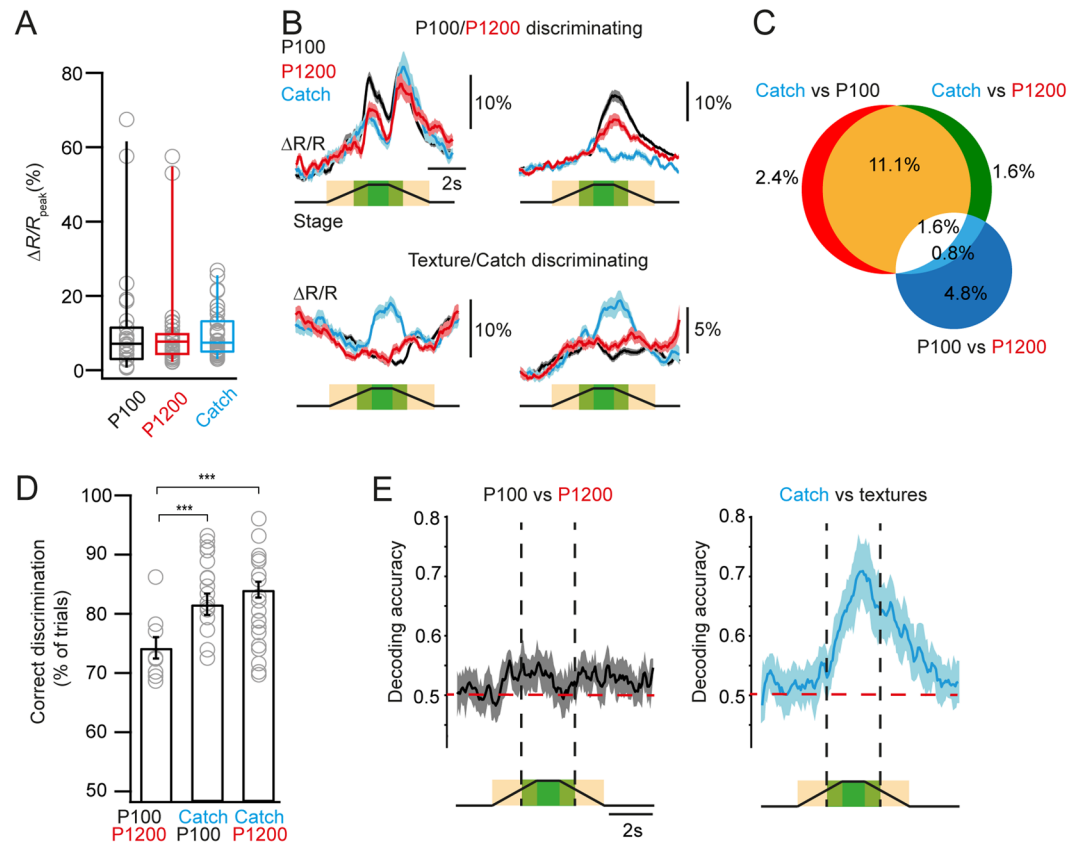 A
80
60
40
20
0
ΔR/Rpeak(%)
P100
P1200
Catch
B
P100/P1200 discriminating
P100
P1200
Catch
10%
10%
ΔR/R
2s
Stage
Texture/Catch discriminating
ΔR/R
10%
5%
C
Catch vs P100
Catch vs P1200
11.1%
2.4%
1.6%
1.6%
0.8%
4.8%
P100 vs P1200
D
***
***
100
90
80
70
60
50
Correct discrimination
(% of trials)
P100
P1200
Catch
P100
Catch
P1200
E
P100 vs P1200
0.8
0.7
0.6
0.5
Decoding accuracy
2s
Catch vs textures
0.8
0.7
0.6
0.5
Decoding accuracy